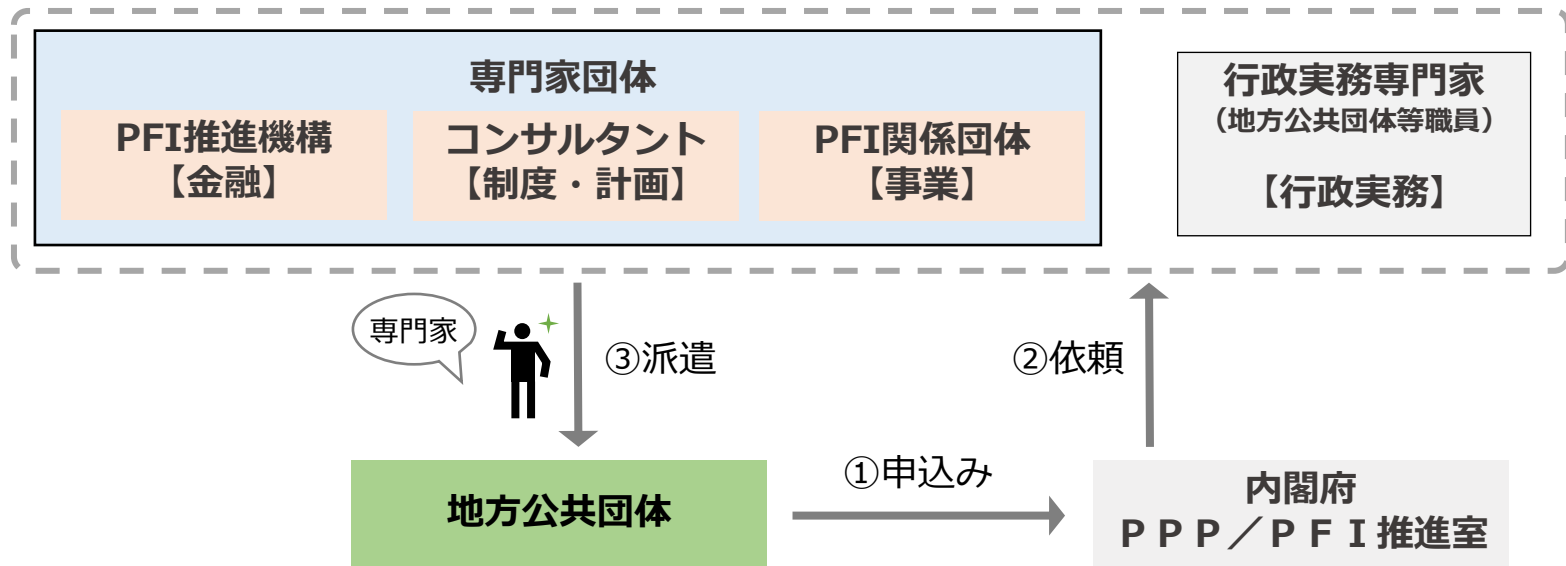 専門家団体
PFI推進機構
【金融】
コンサルタント
【制度・計画】
PFI関係団体
【事業】
行政実務専門家
（地方公共団体等職員）
【行政実務】
専門家
③派遣
②依頼
①申込み
地方公共団体
内閣府
ＰＰＰ／ＰＦＩ推進室